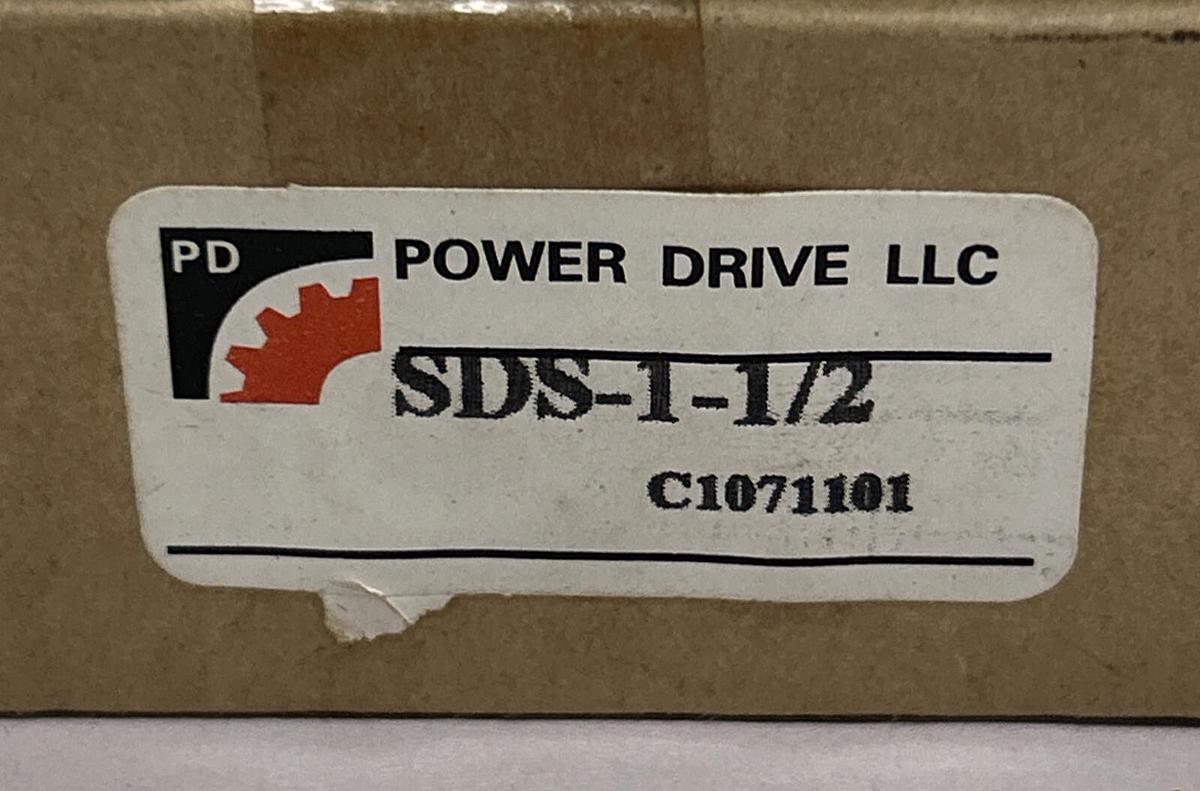 PD
POWER DRIVE LLC
SDS-1-1/2
C1071101